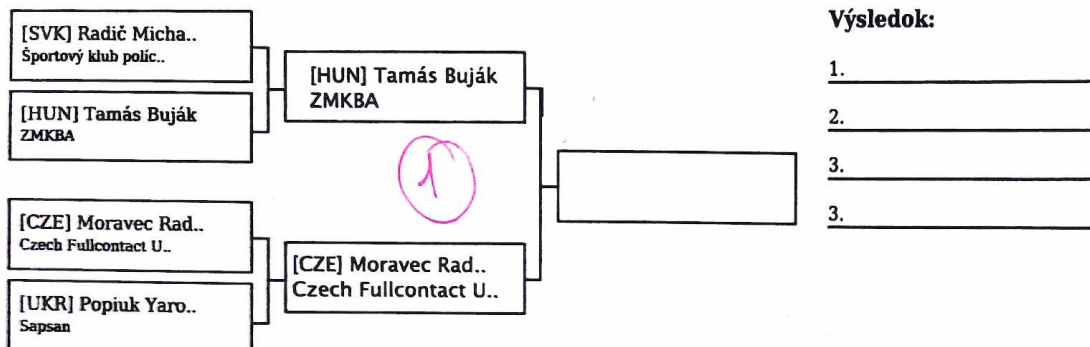 [SVK] Radič Micha..
Športový klub políc..
[HUN] Tamás Buják
ZMKBA
[CZE] Moravec Rad..
Czech Fullcontact U..
[UKR] Popiuk Yaro..
Sapsan
[HUN] Tamás Buják
ZMKBA
1
[CZE] Moravec Rad..
Czech Fullcontact U..
Výsledok:
1.
2.
3.
3.